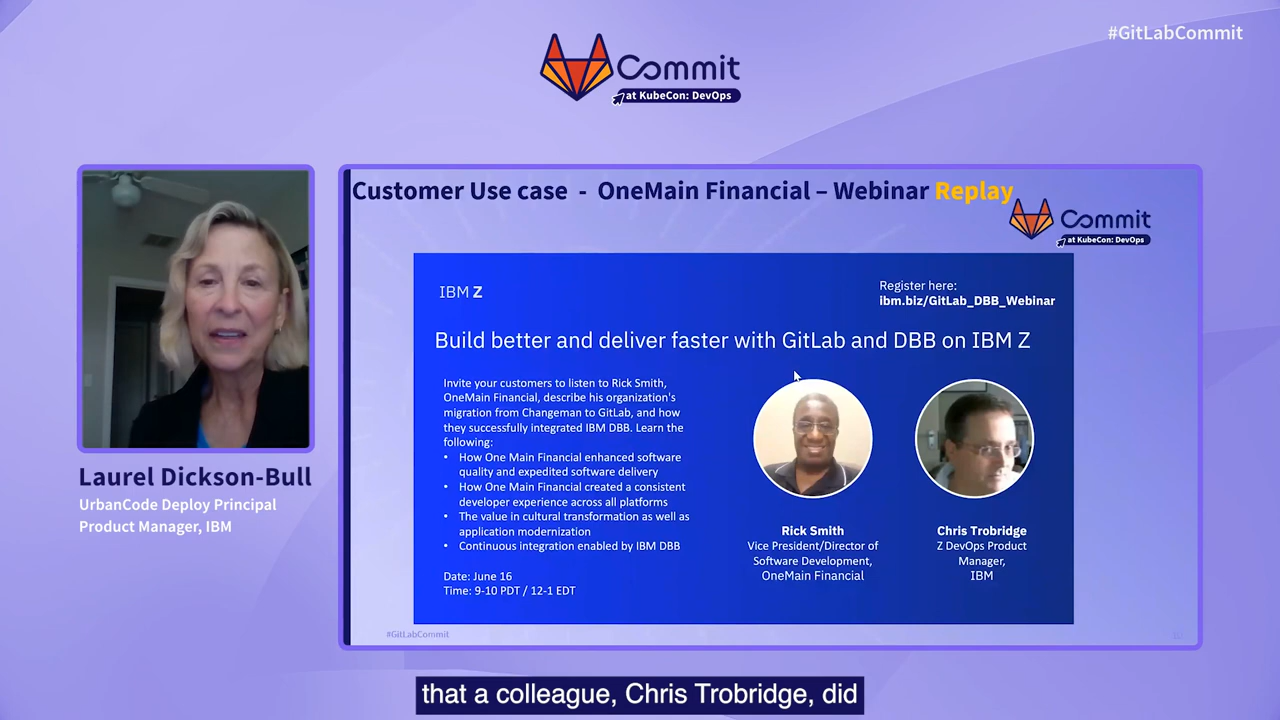 #GitLabCommit
Commit
at KubeCon: DevOps
Laurel Dickson-Bull
UrbanCode Deploy Principal
Product Manager, IBM
Customer Use case - OneMain Financial – Webinar Replay
Commit
at KubeCon: DevOps
IBM Z
Register here:
ibm.biz/GitLab_DBB_Webinar
Build better and deliver faster with GitLab and DBB on IBM Z
Invite your customers to listen to Rick Smith,
OneMain Financial, describe his organization's
migration from Changeman to GitLab, and how
they successfully integrated IBM DBB. Learn the
following:
• How One Main Financial enhanced software
quality and expedited software delivery
• How One Main Financial created a consistent
developer experience across all platforms
• The value in cultural transformation as well as
application modernization
• Continuous integration enabled by IBM DBB
Date: June 16
Time: 9-10 PDT / 12-1 EDT
Rick Smith
Vice President/Director of
Software Development,
OneMain Financial
Chris Trobridge
Z DevOps Product
Manager,
IBM
#GitLabCommit
that a colleague, Chris Trobridge, did